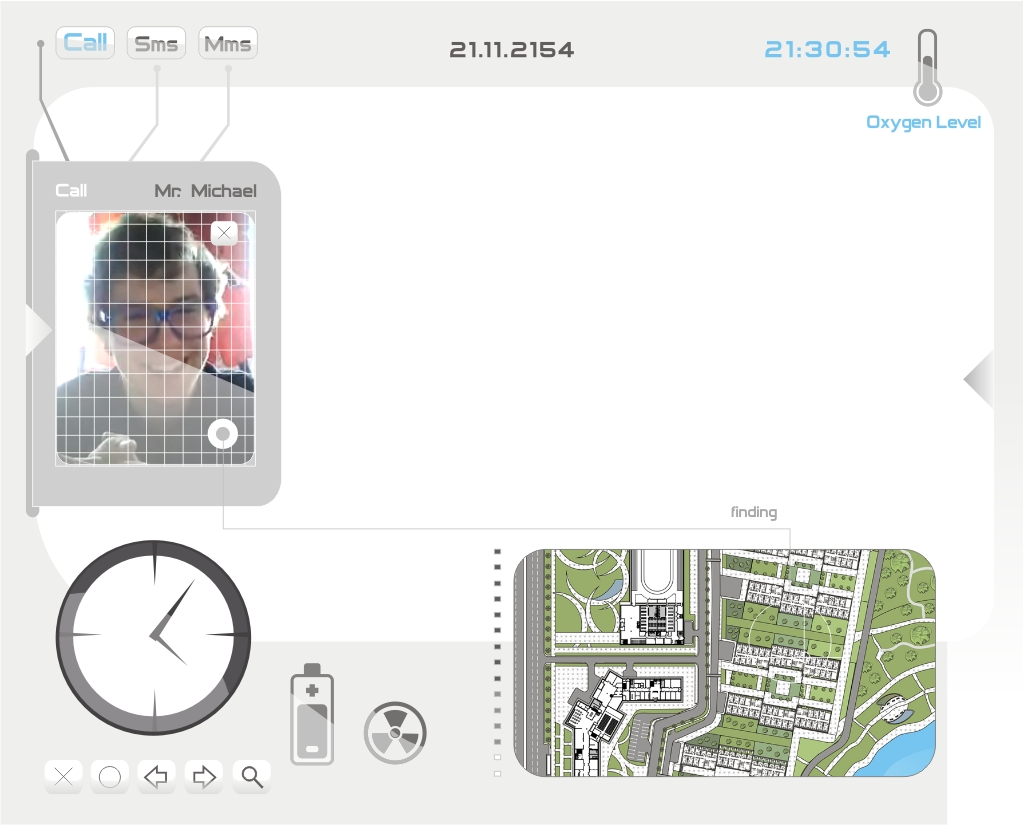 Call Sms Mms 21.11.2154 21:30:54
Oxygen Level
Call Mr. Michael
finding